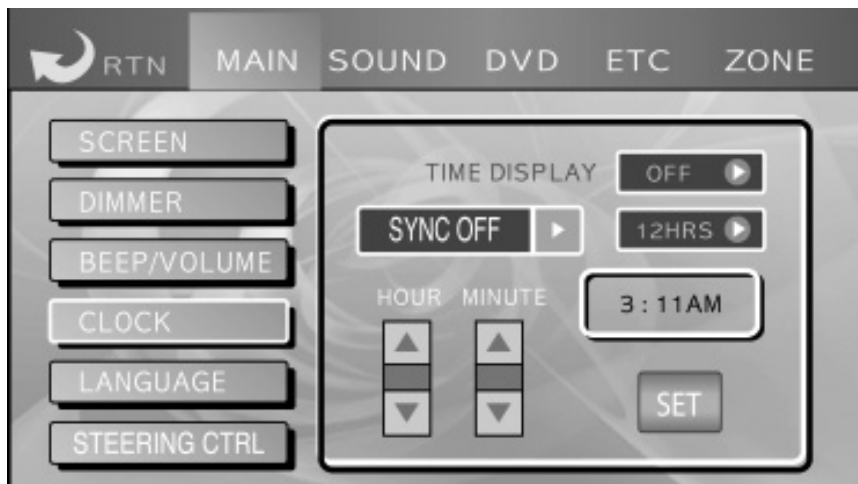 RTN MAIN SOUND DVD ETC ZONE
SCREEN
DIMMER
BEEP/VOLUME
CLOCK
LANGUAGE
STEERING CTRL
TIME DISPLAY OFF
SYNC OFF 12HRS
HOUR MINUTE 3 : 11AM
SET